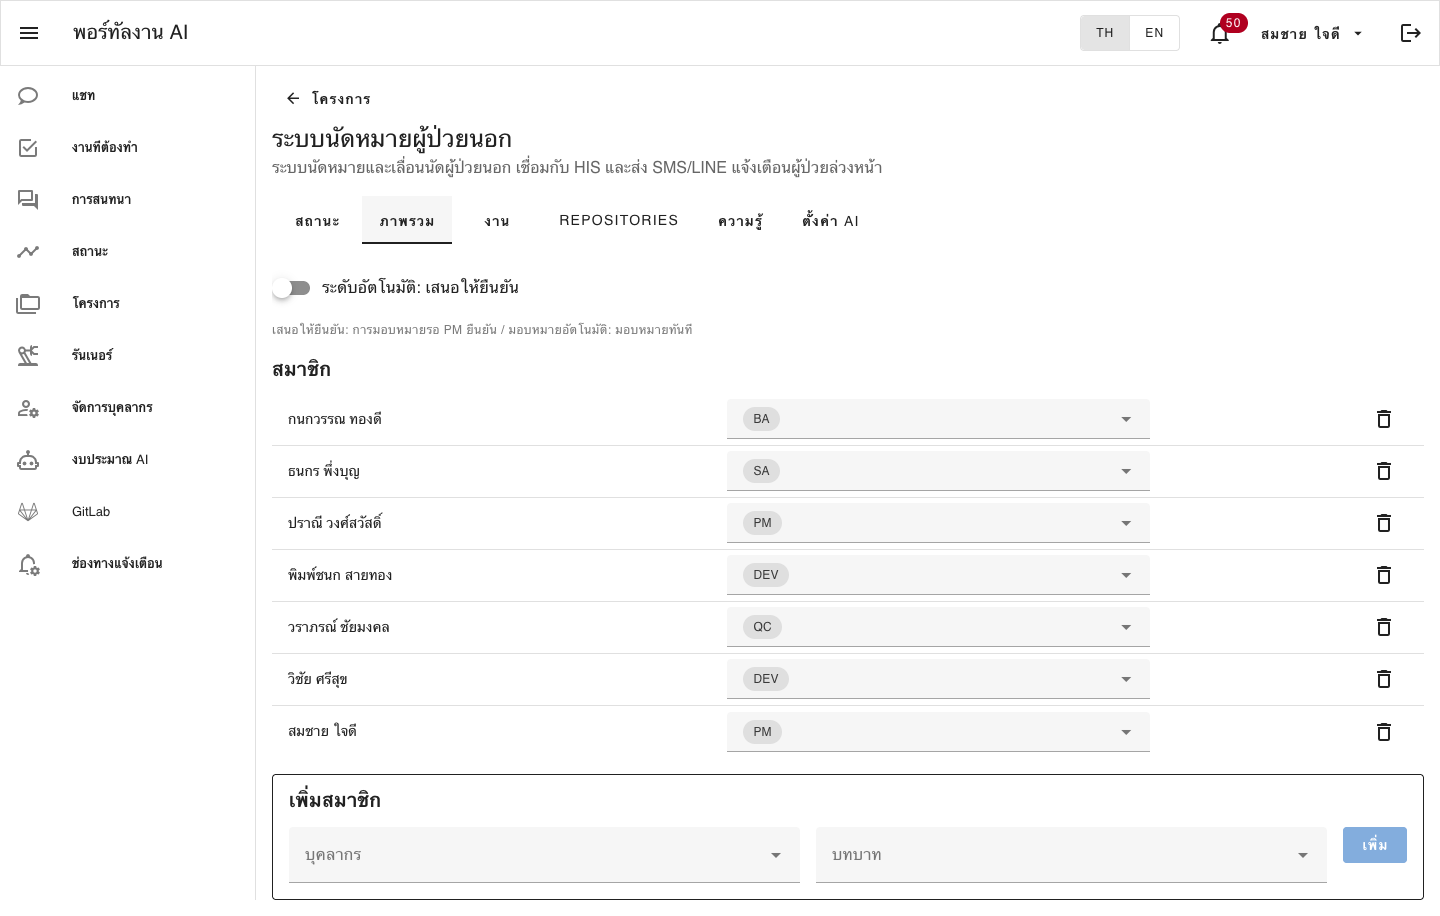 พอร์ทัลงาน AI
TH EN
50
สมชาย ใจดี
แชท
งานที่ต้องทำ
การสนทนา
สถานะ
โครงการ
รันเนอร์
จัดการบุคลากร
งบประมาณ AI
GitLab
ช่องทางแจ้งเตือน
โครงการ
ระบบนัดหมายผู้ป่วยนอก
ระบบนัดหมายและเลื่อนนัดผู้ป่วยนอก เชื่อมกับ HIS และส่ง SMS/LINE แจ้งเตือนผู้ป่วยล่วงหน้า
สถานะ ภาพรวม งาน REPOSITORIES ความรู้ ตั้งค่า AI
ระดับอัตโนมัติ: เสนอให้ยืนยัน
เสนอให้ยืนยัน: การมอบหมายรอ PM ยืนยัน / มอบหมายอัตโนมัติ: มอบหมายทันที
สมาชิก
กนกวรรณ ทองดี BA
ธนกร พึ่งบุญ SA
ปราณี วงศ์สวัสดิ์ PM
พิมพ์ชนก สายทอง DEV
วราภรณ์ ชัยมงคล QC
วิชัย ศรีสุข DEV
สมชาย ใจดี PM
เพิ่มสมาชิก
บุคลากร บทบาท เพิ่ม